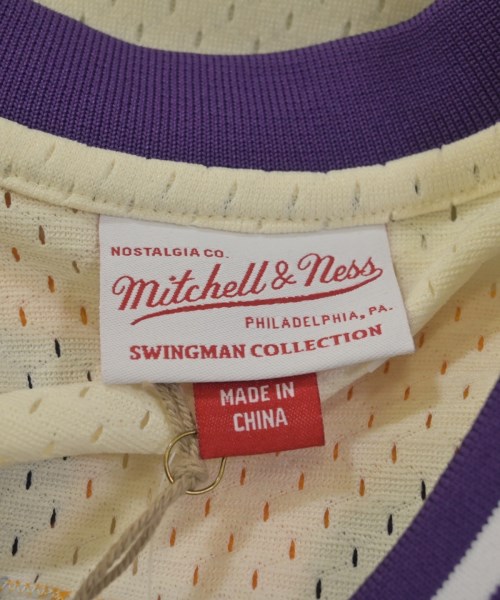 NOSTALGIA CO.
Mitchell & Ness
PHILADELPHIA, PA.
SWINGMAN COLLECTION
MADE IN
CHINA